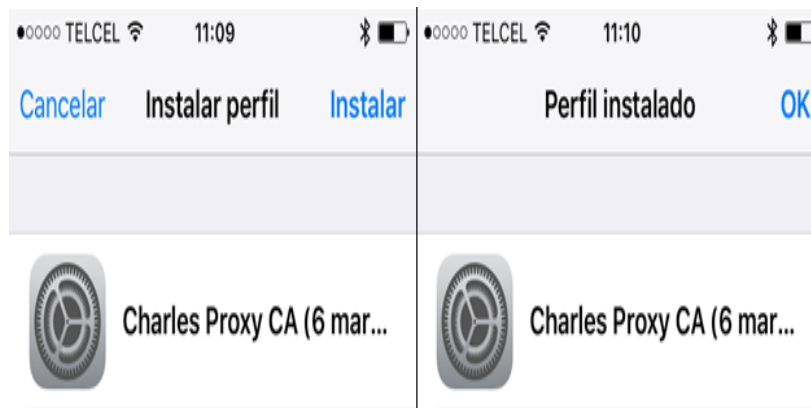 TELCEL 11:09
Cancelar Instalar perfil Instalar
Charles Proxy CA (6 mar...
TELCEL 11:10
Perfil instalado OK
Charles Proxy CA (6 mar...